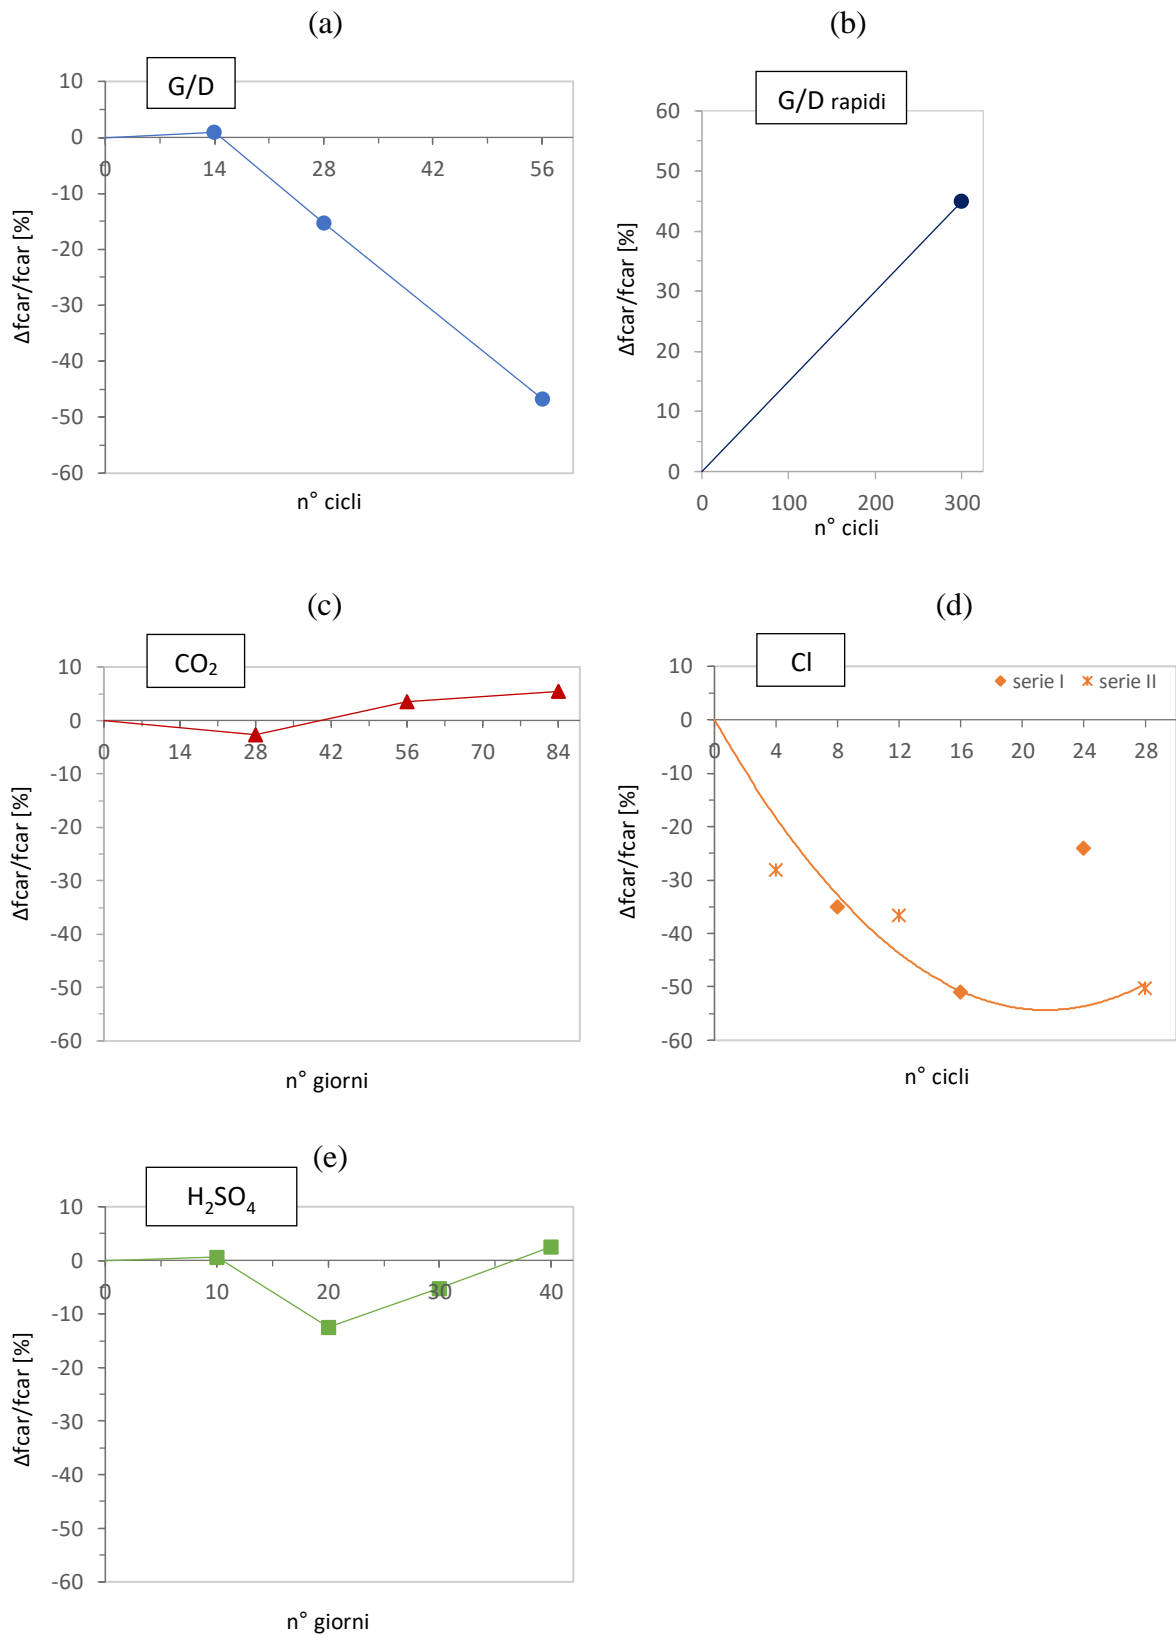 (a)
G/D
10
0
-10
-20
-30
-40
-50
-60
0 14 28 42 56
Δfcar/fcar [%]
n° cicli
(b)
G/D rapidi
60
50
40
30
20
10
0
0 100 200 300
Δfcar/fcar [%]
n° cicli
(c)
CO₂
10
0
-10
-20
-30
-40
-50
-60
0 14 28 42 56 70 84
Δfcar/fcar [%]
n° giorni
(d)
Cl
serie I serie II
10
0
-10
-20
-30
-40
-50
-60
0 4 8 12 16 20 24 28
Δfcar/fcar [%]
n° cicli
(e)
H₂SO₄
10
0
-10
-20
-30
-40
-50
-60
0 10 20 30 40
Δfcar/fcar [%]
n° giorni